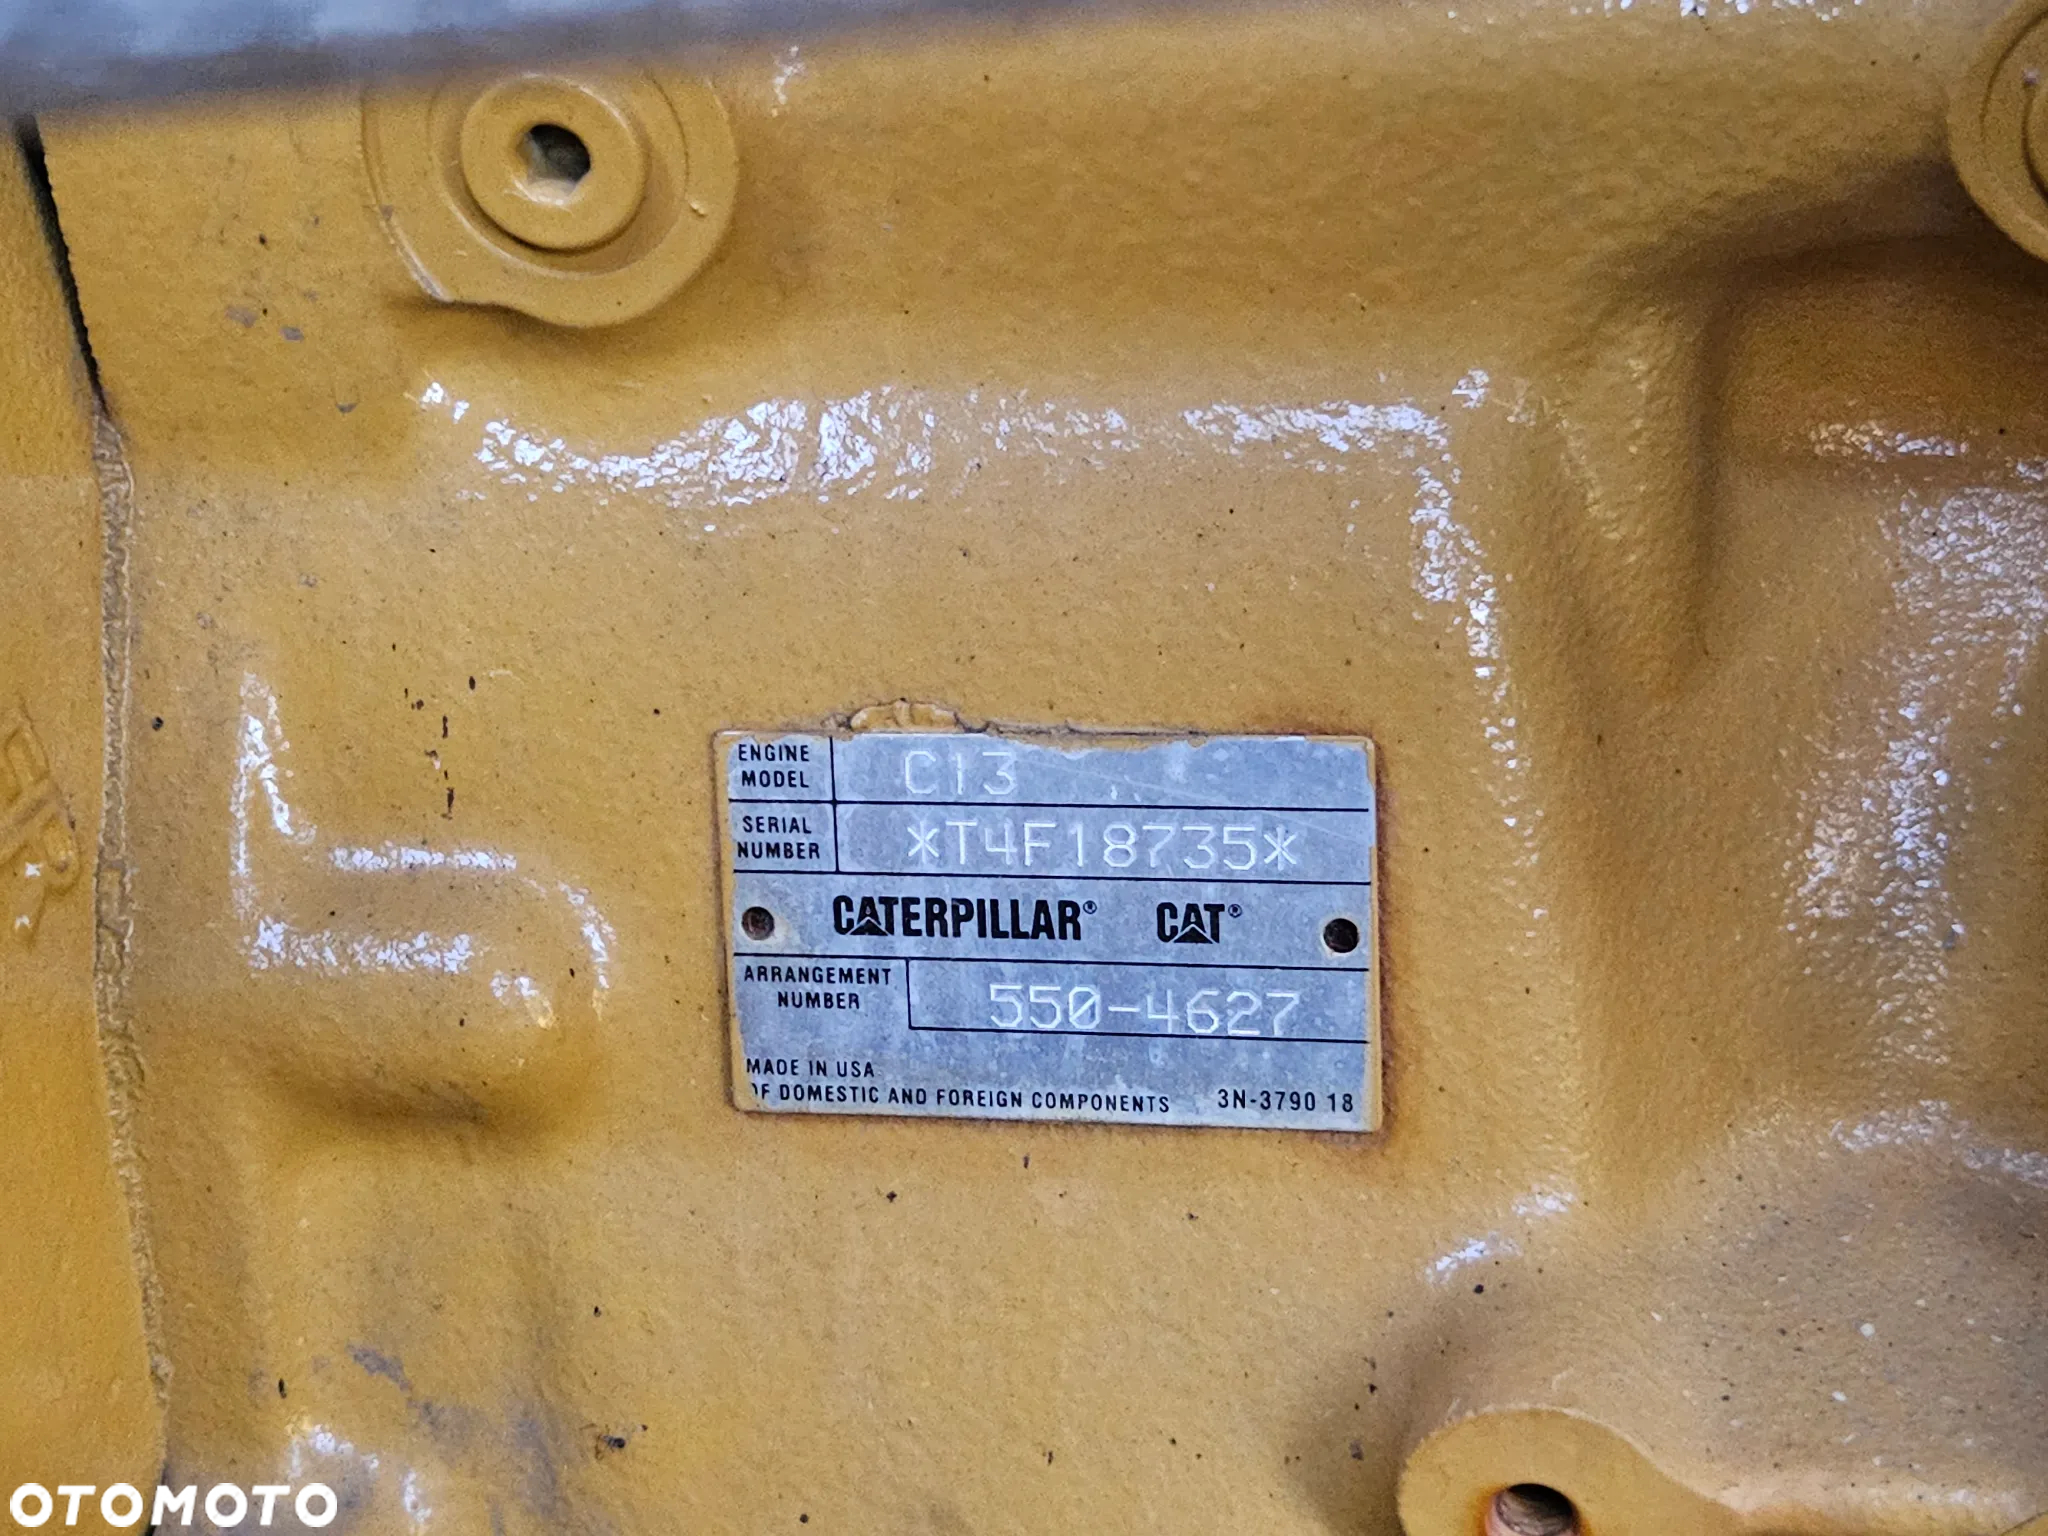 ENGINE
MODEL
C13
SERIAL
NUMBER
*T4F18735*
CATERPILLAR® CAT®
ARRANGEMENT
NUMBER
550-4627
MADE IN USA
OF DOMESTIC AND FOREIGN COMPONENTS 3N-3790 18
OTOMOTO